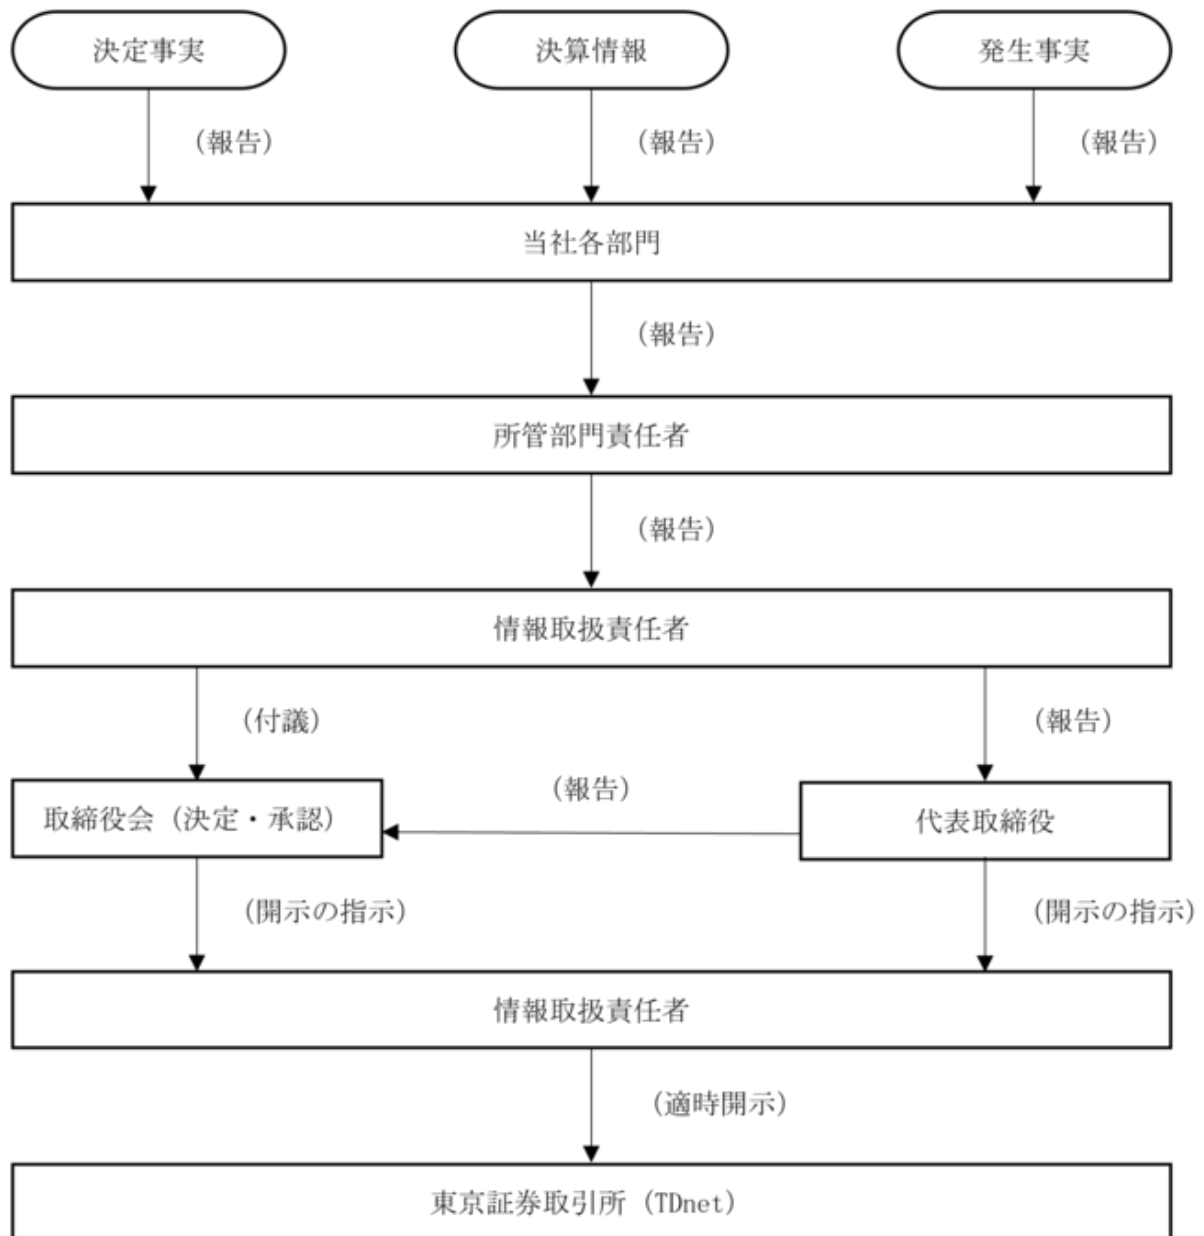 決定事実
決算情報
発生事実
（報告）
（報告）
（報告）
当社各部門
（報告）
所管部門責任者
（報告）
情報取扱責任者
（付議）
（報告）
（報告）
取締役会（決定・承認）
代表取締役
（開示の指示）
（開示の指示）
情報取扱責任者
（適時開示）
東京証券取引所（TDnet）